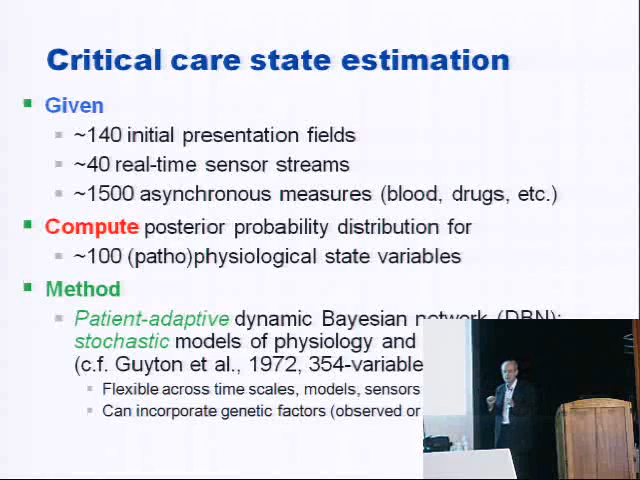 Critical care state estimation
Given
~140 initial presentation fields
~40 real-time sensor streams
~1500 asynchronous measures (blood, drugs, etc.)
Compute posterior probability distribution for
~100 (patho)physiological state variables
Method
Patient-adaptive dynamic Bayesian network (DBN);
stochastic models of physiology and
(c.f. Guyton et al., 1972, 354-variable
Flexible across time scales, models, sensors
Can incorporate genetic factors (observed or